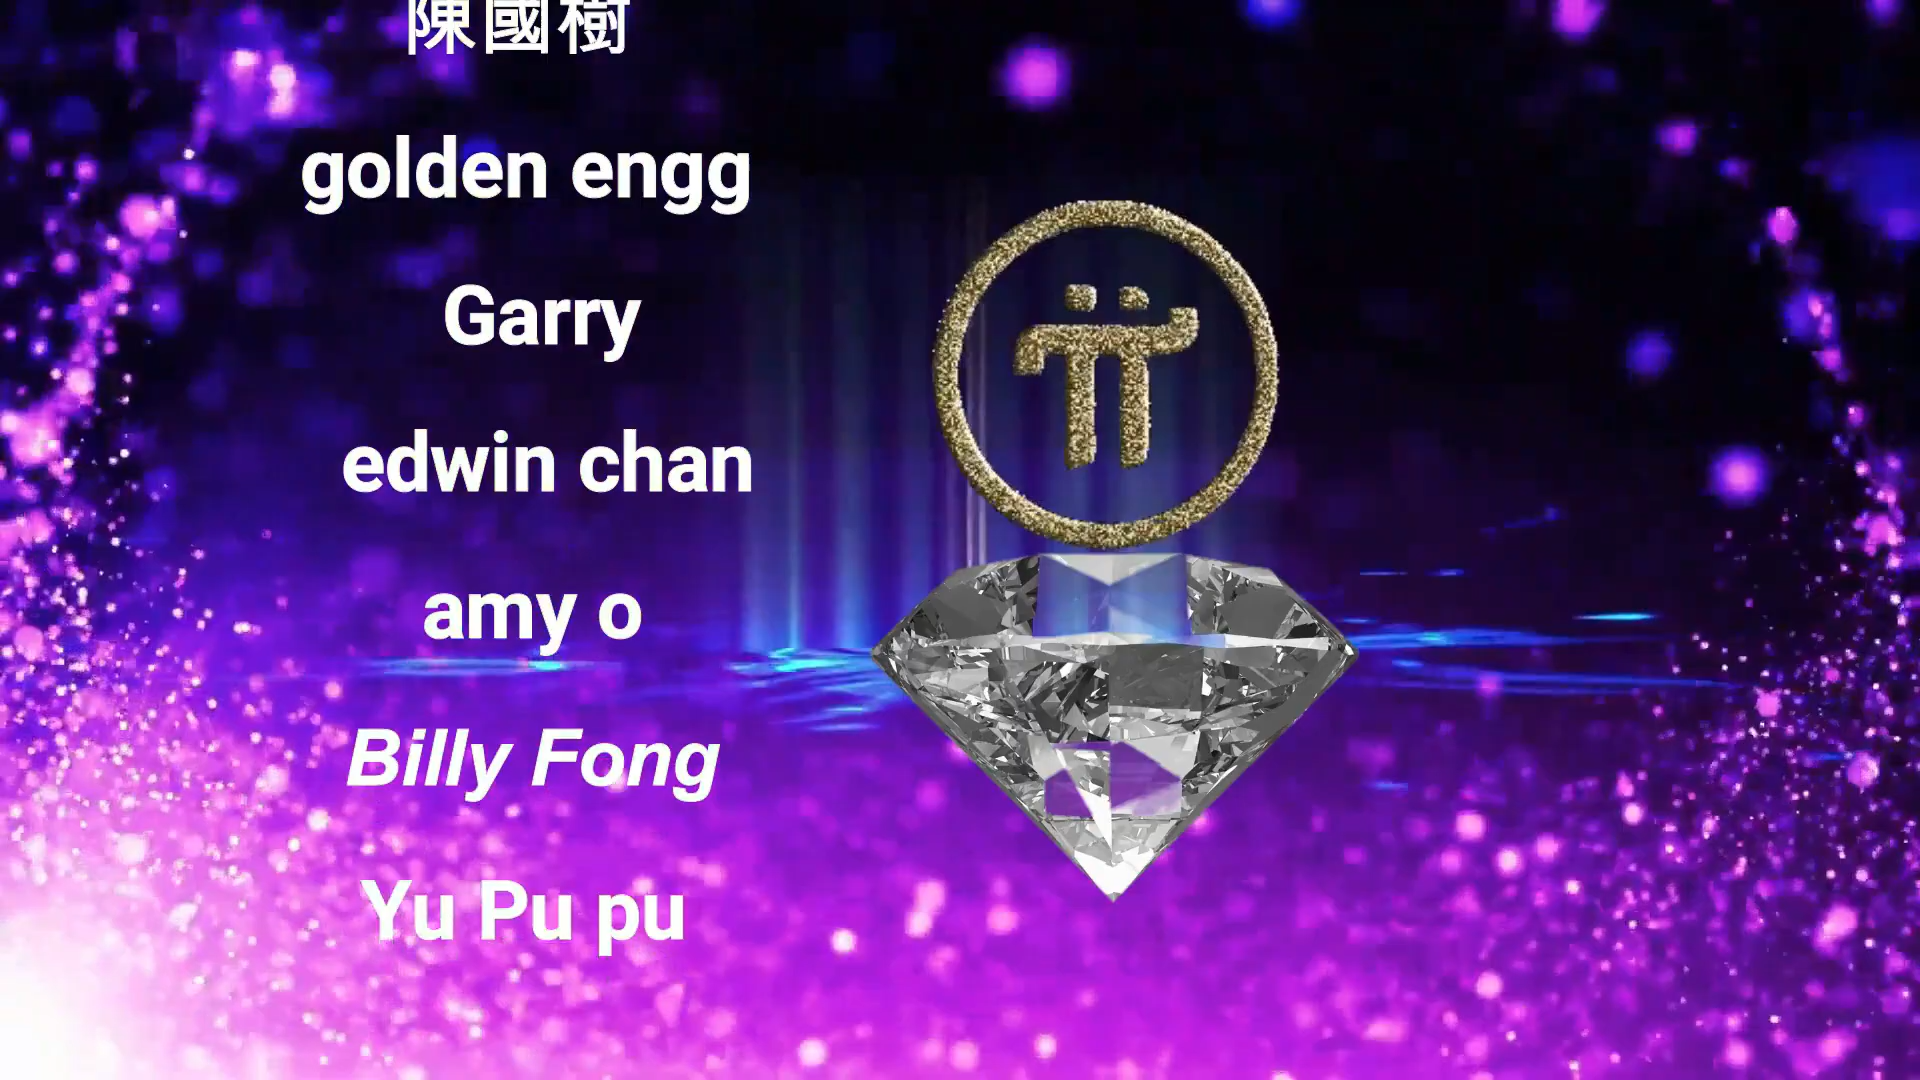 陳國樹
golden engg
Garry
edwin chan
amy o
Billy Fong
Yu Pu pu